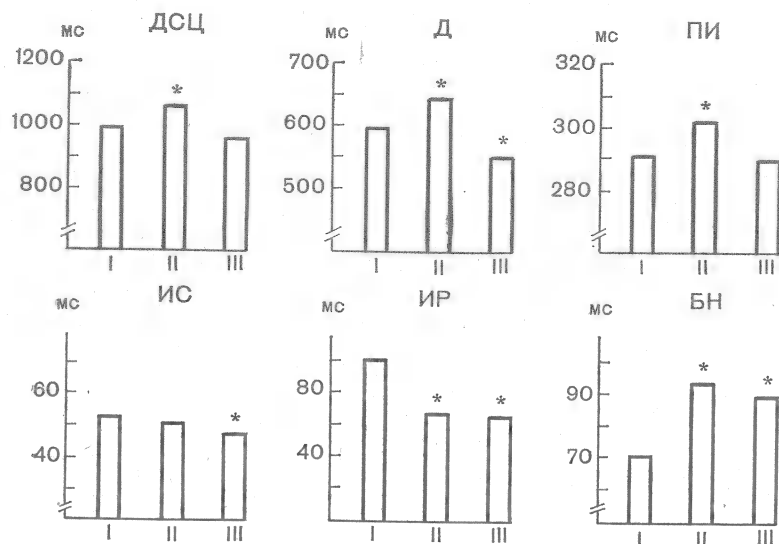 ДСЦ
мс
1200
1000
800
*
I II III
Д
мс
700
600
500
*
*
I II III
ПИ
мс
320
300
280
*
I II III
ИС
мс
60
40
*
I II III
ИР
мс
80
40
* *
I II III
БН
мс
90
70
*
*
I II III